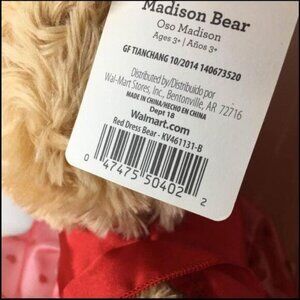 Madison Bear
Oso Madison
Ages 3+ | Años 3+
GF TIANCHANG 10/2014 140673520
Distributed by/Distribuido por
Wal-Mart Stores, Inc., Bentonville, AR 72716
MADE IN CHINA/HECHO EN CHINA
Dept 18
Walmart.com
Red Dress Bear - KV461131-B
0 47475 50402 2